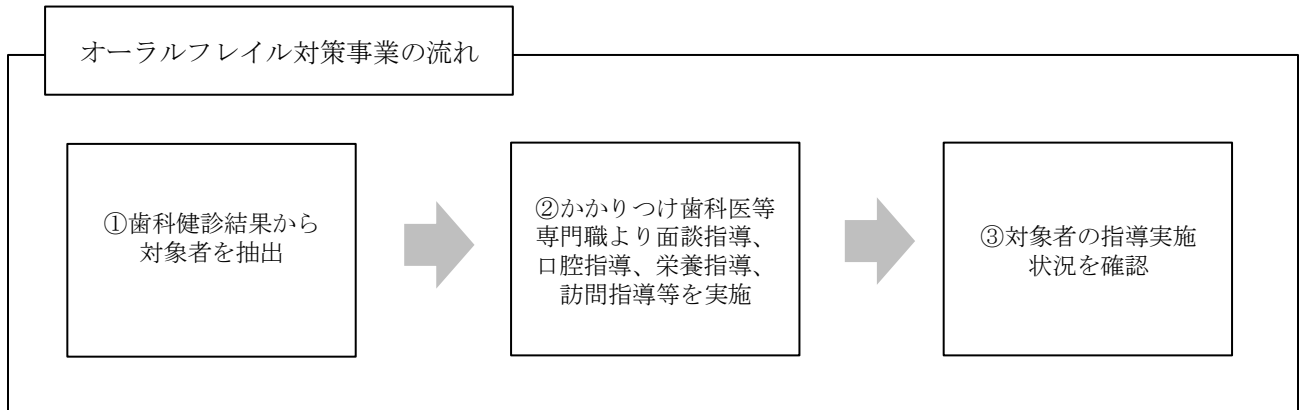 オーラルフレイル対策事業の流れ
①歯科健診結果から
対象者を抽出
②かかりつけ歯科医等
専門職より面談指導、
口腔指導、栄養指導、
訪問指導等を実施
③対象者の指導実施
状況を確認